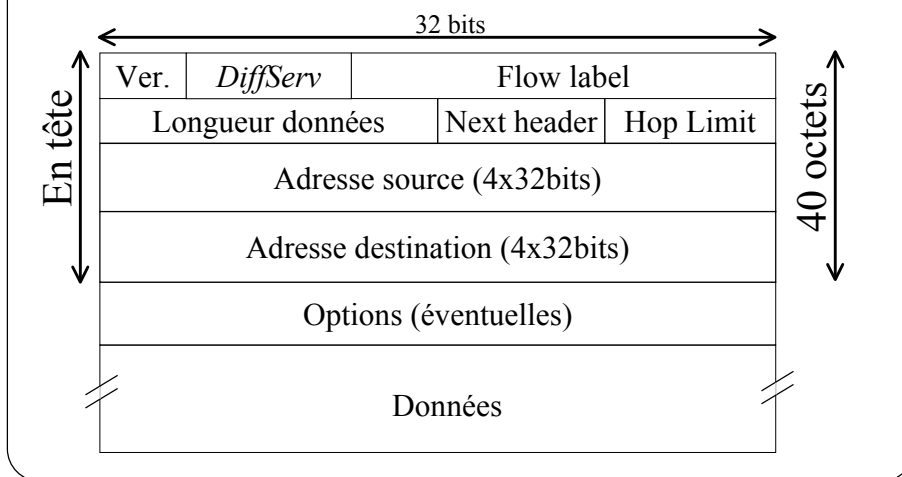 32 bits
Ver. DiffServ Flow label
Longueur données Next header Hop Limit
Adresse source (4x32bits)
Adresse destination (4x32bits)
Options (éventuelles)
Données
En tête
40 octets